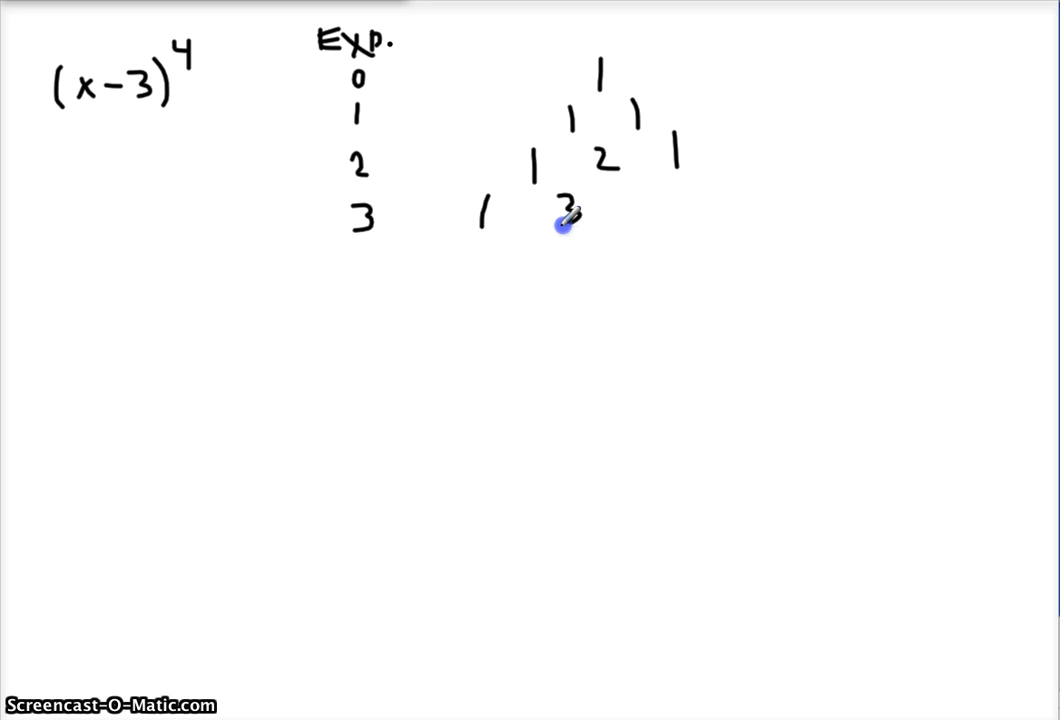 (x-3)^4
Exp.
0 1
1 1 1
2 1 2 1
3 1 3
Screencast-O-Matic.com